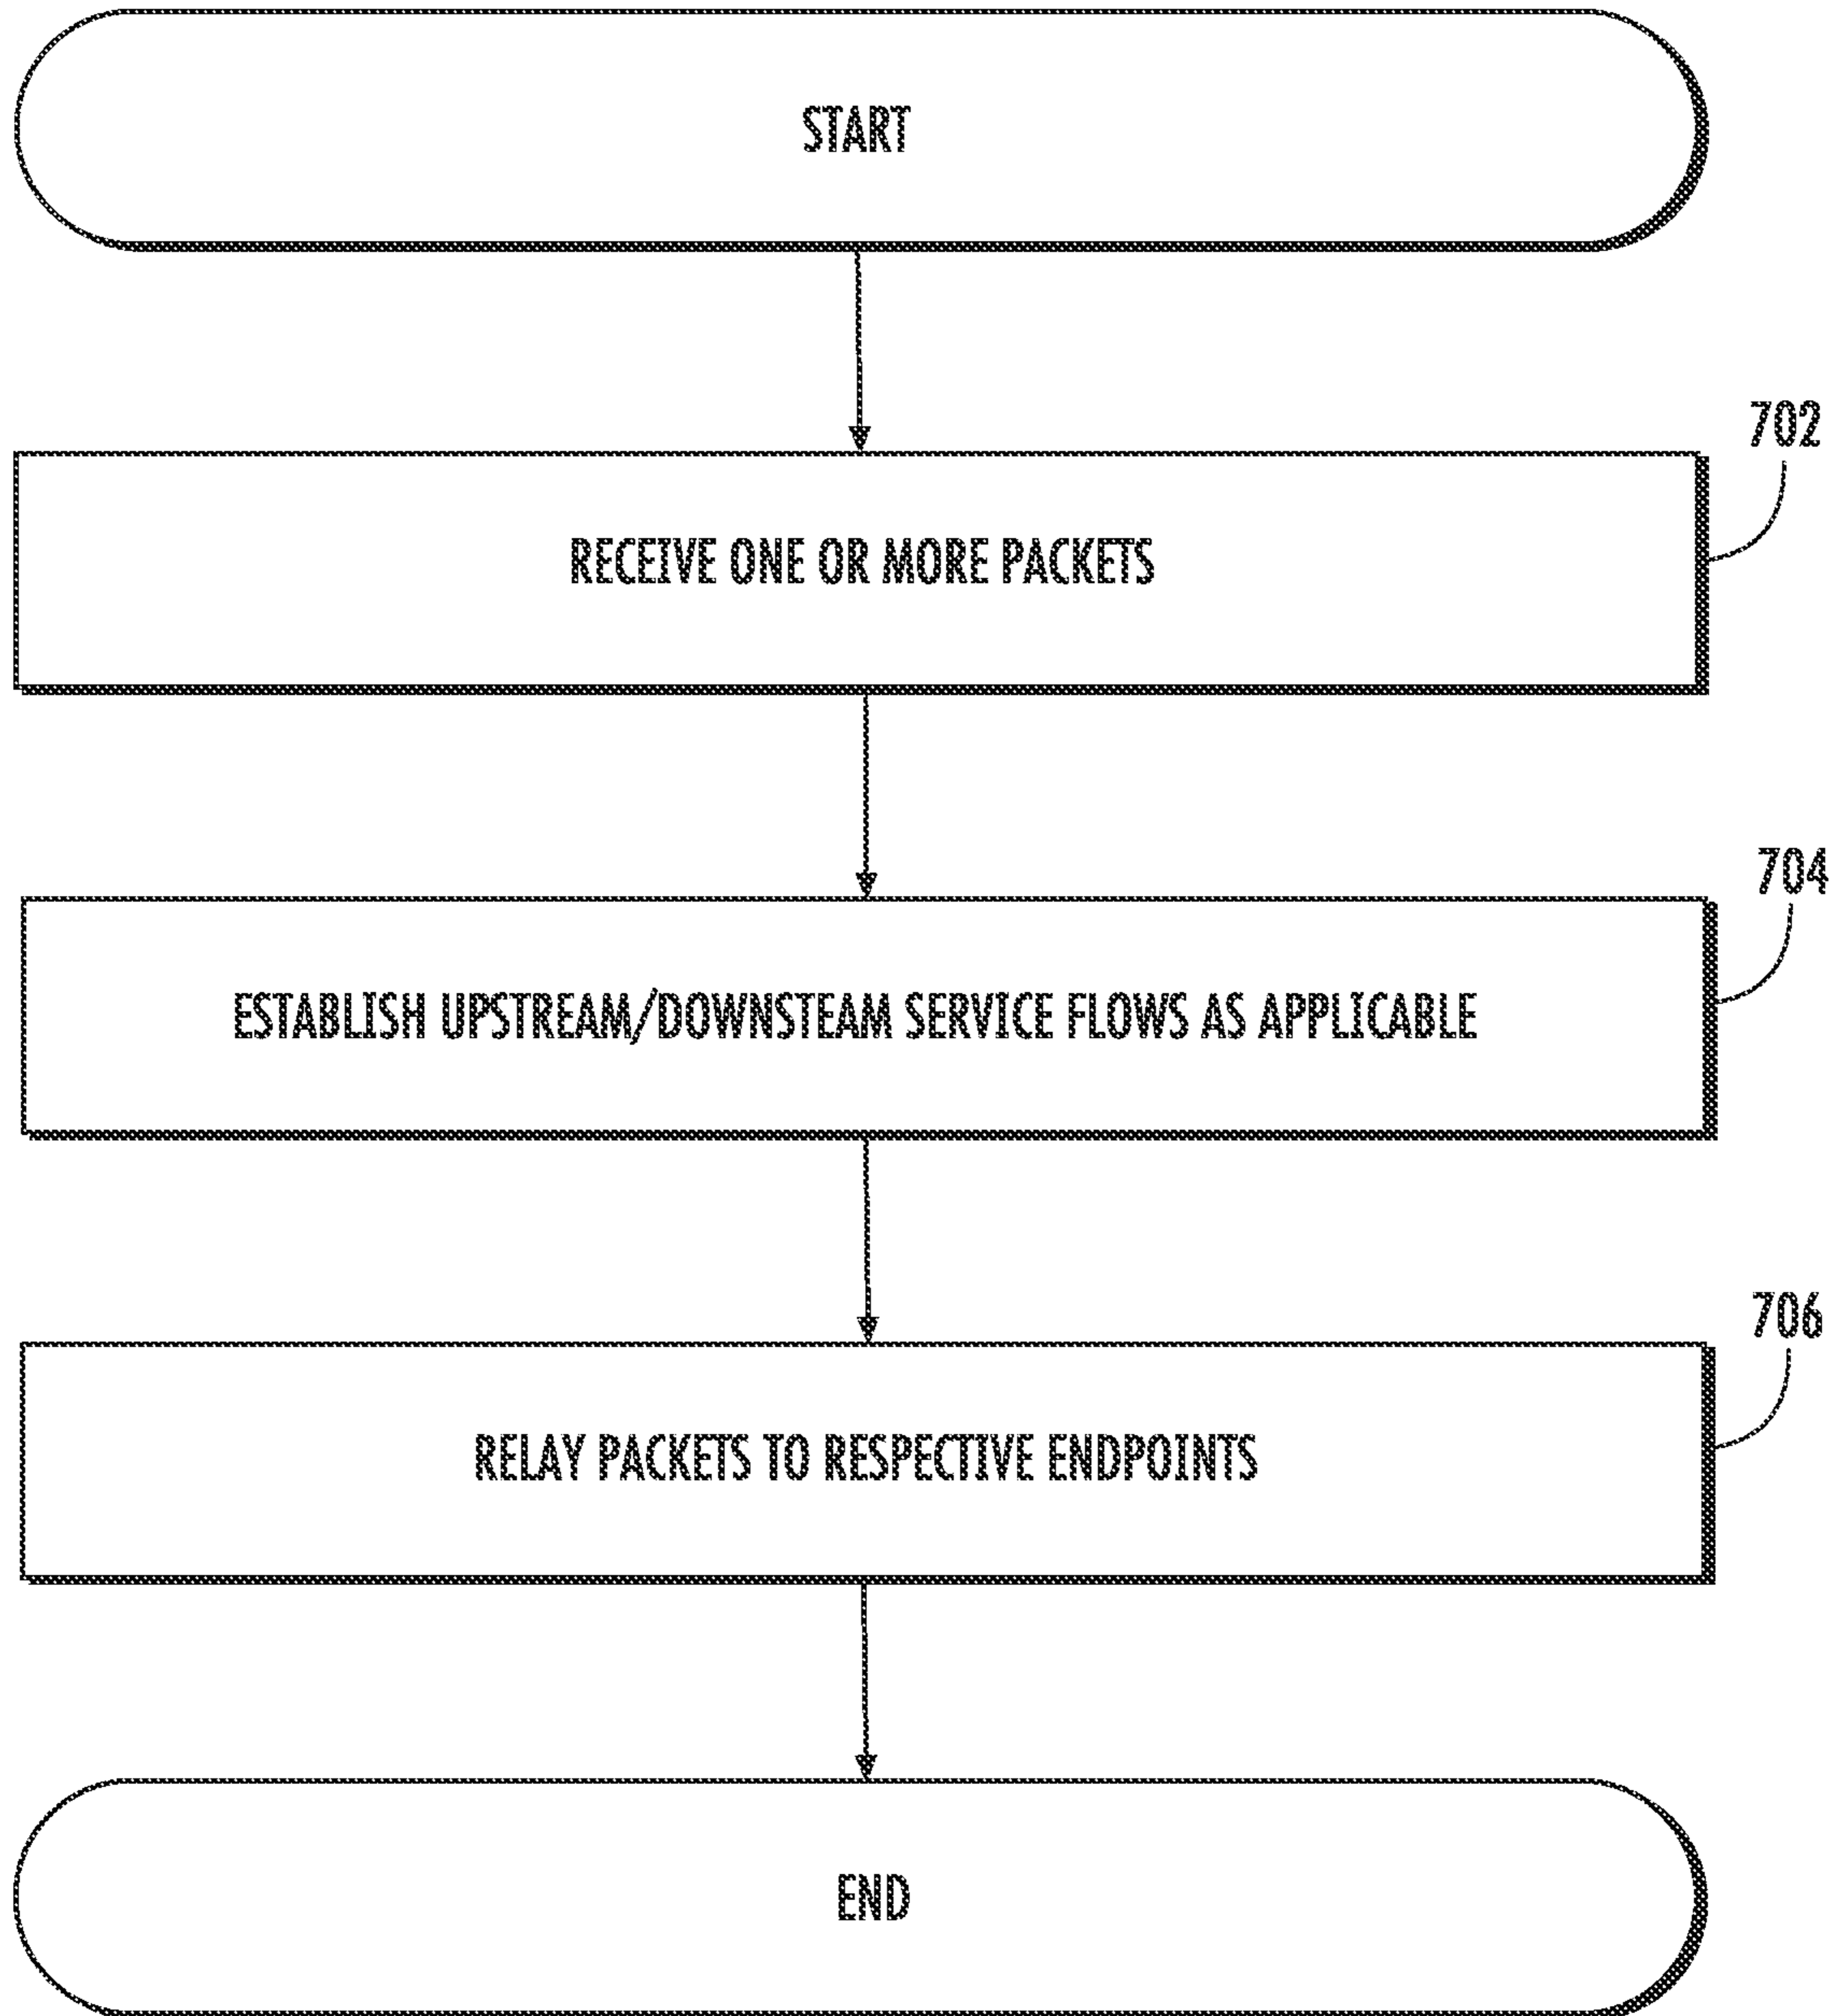 START
702
RECEIVE ONE OR MORE PACKETS
704
ESTABLISH UPSTREAM/DOWNSTEAM SERVICE FLOWS AS APPLICABLE
706
RELAY PACKETS TO RESPECTIVE ENDPOINTS
END